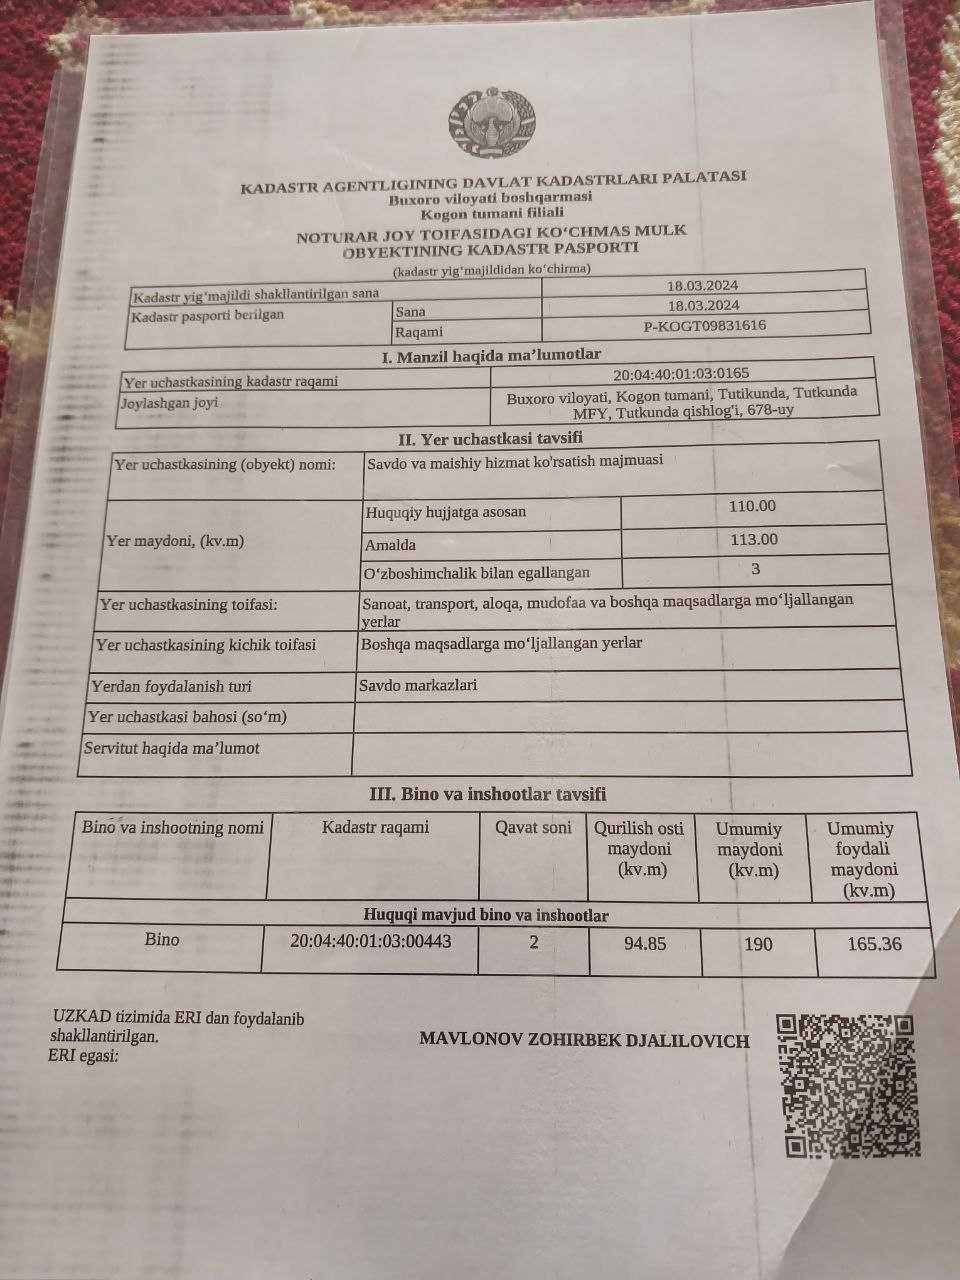 KADASTR AGENTLIGINING DAVLAT KADASTRLARI PALATASI
Buxoro viloyati boshqarmasi
Kogon tumani filiali
NOTURAR JOY TOIFASIDAGI KO‘CHMAS MULK
OBYEKTINING KADASTR PASPORTI
(kadastr yig‘majildidan ko‘chirma)
Kadastr yig‘majildi shakllantirilgan sana 18.03.2024
Kadastr pasporti berilgan Sana 18.03.2024
Raqami P-KOGT09831616
I. Manzil haqida ma’lumotlar
Yer uchastkasining kadastr raqami 20:04:40:01:03:0165
Joylashgan joyi Buxoro viloyati, Kogon tumani, Tutikunda, Tutkunda
MFY, Tutkunda qishlog'i, 678-uy
II. Yer uchastkasi tavsifi
Yer uchastkasining (obyekt) nomi: Savdo va maishiy hizmat ko'rsatish majmuasi
Yer maydoni, (kv.m) Huquqiy hujjatga asosan 110.00
Amalda 113.00
O‘zboshimchalik bilan egallangan 3
Yer uchastkasining toifasi: Sanoat, transport, aloqa, mudofaa va boshqa maqsadlarga mo‘ljallangan
yerlar
Yer uchastkasining kichik toifasi Boshqa maqsadlarga mo‘ljallangan yerlar
Yerdan foydalanish turi Savdo markazlari
Yer uchastkasi bahosi (so‘m)
Servitut haqida ma’lumot
III. Bino va inshootlar tavsifi
Bino va inshootning nomi Kadastr raqami Qavat soni Qurilish osti Umumiy Umumiy
maydoni maydoni foydali
(kv.m) (kv.m) maydoni
(kv.m)
Huquqi mavjud bino va inshootlar
Bino 20:04:40:01:03:00443 2 94.85 190 165.36
UZKAD tizimida ERI dan foydalanib
shakllantirilgan.
ERI egasi: MAVLONOV ZOHIRBEK DJALILOVICH